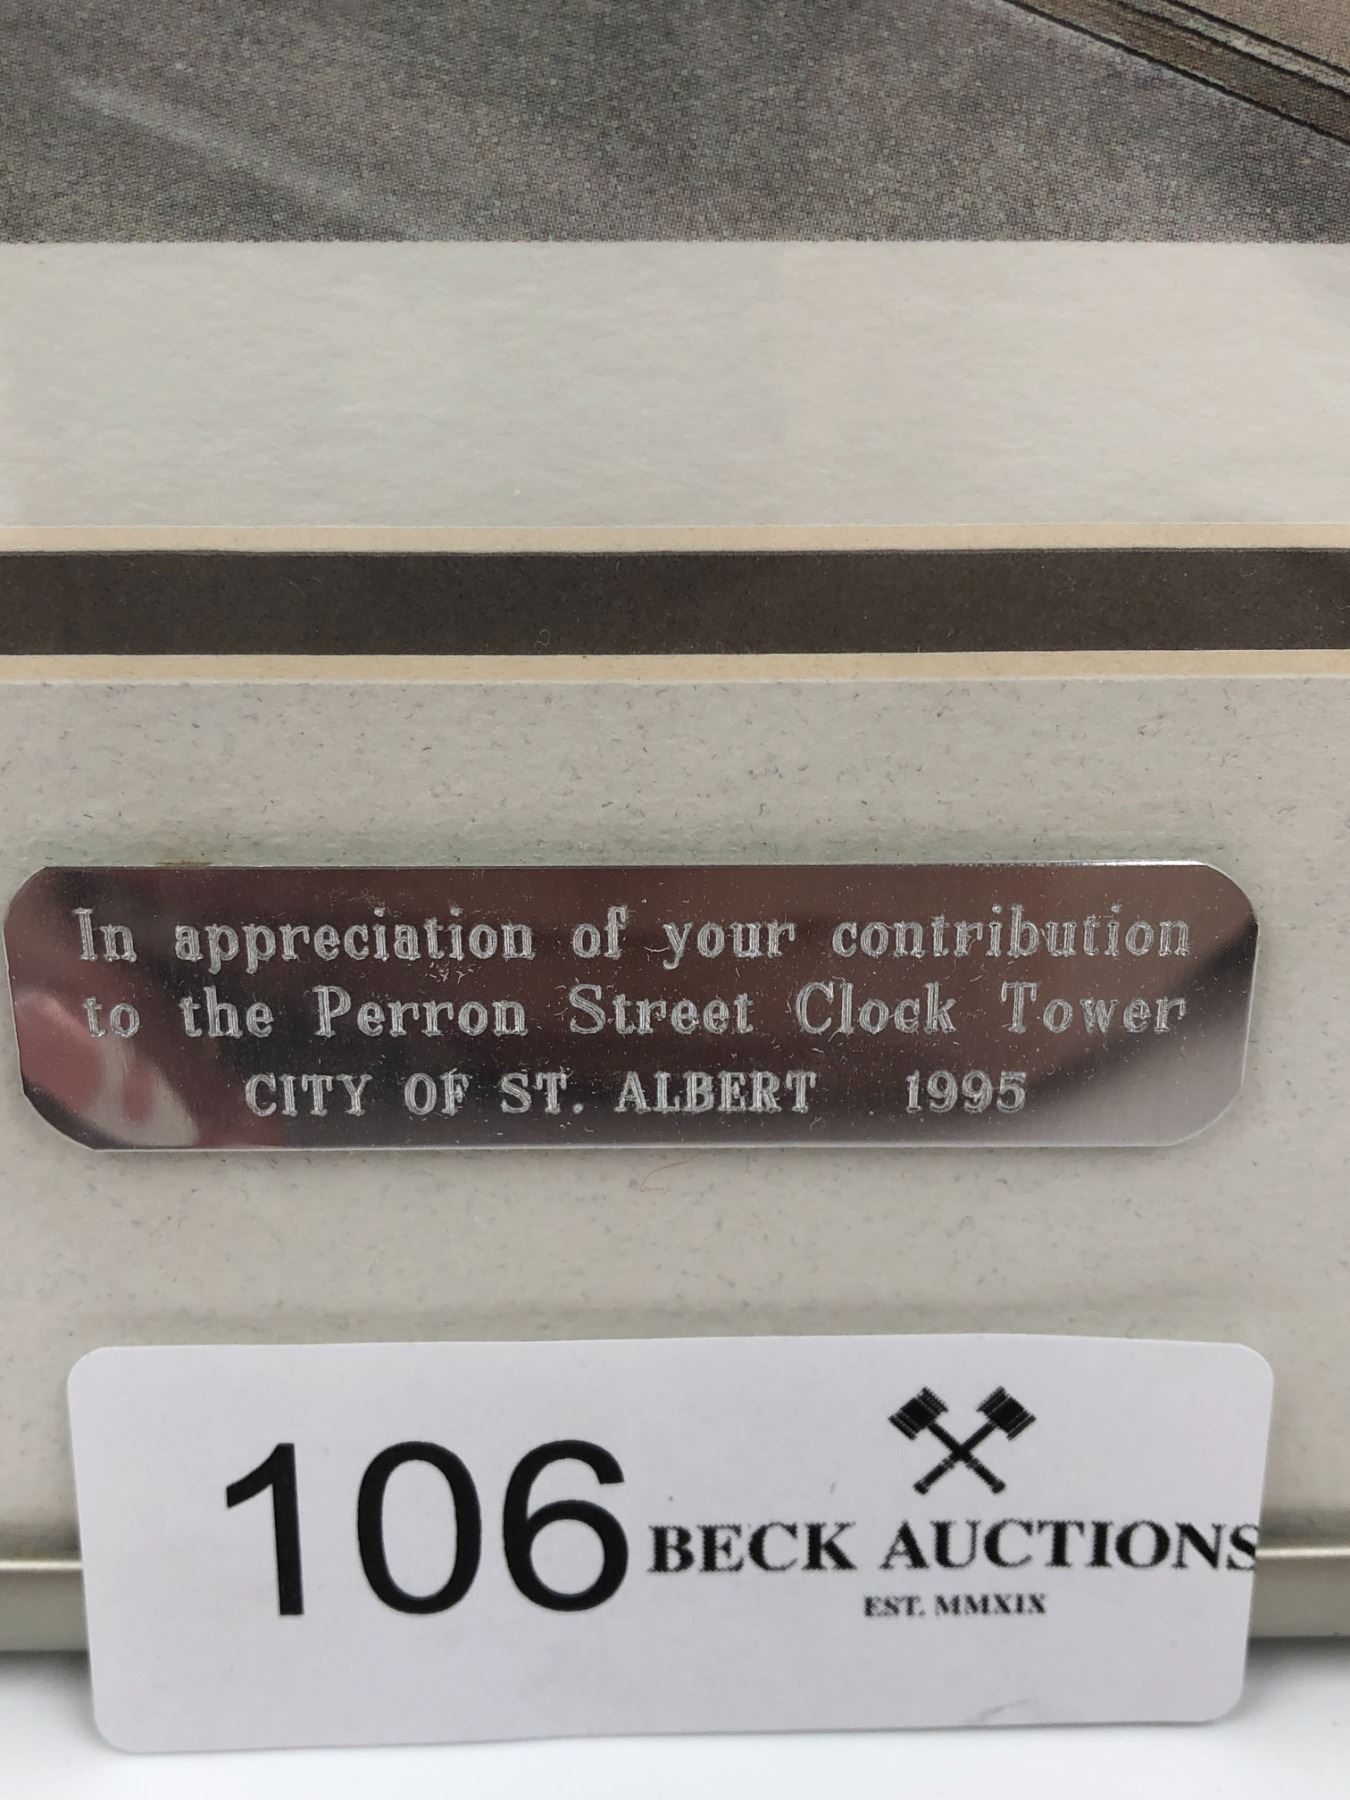 In appreciation of your contribution
to the Perron Street Clock Tower
CITY OF ST. ALBERT 1995
106
BECK AUCTIONS
EST. MMXIX